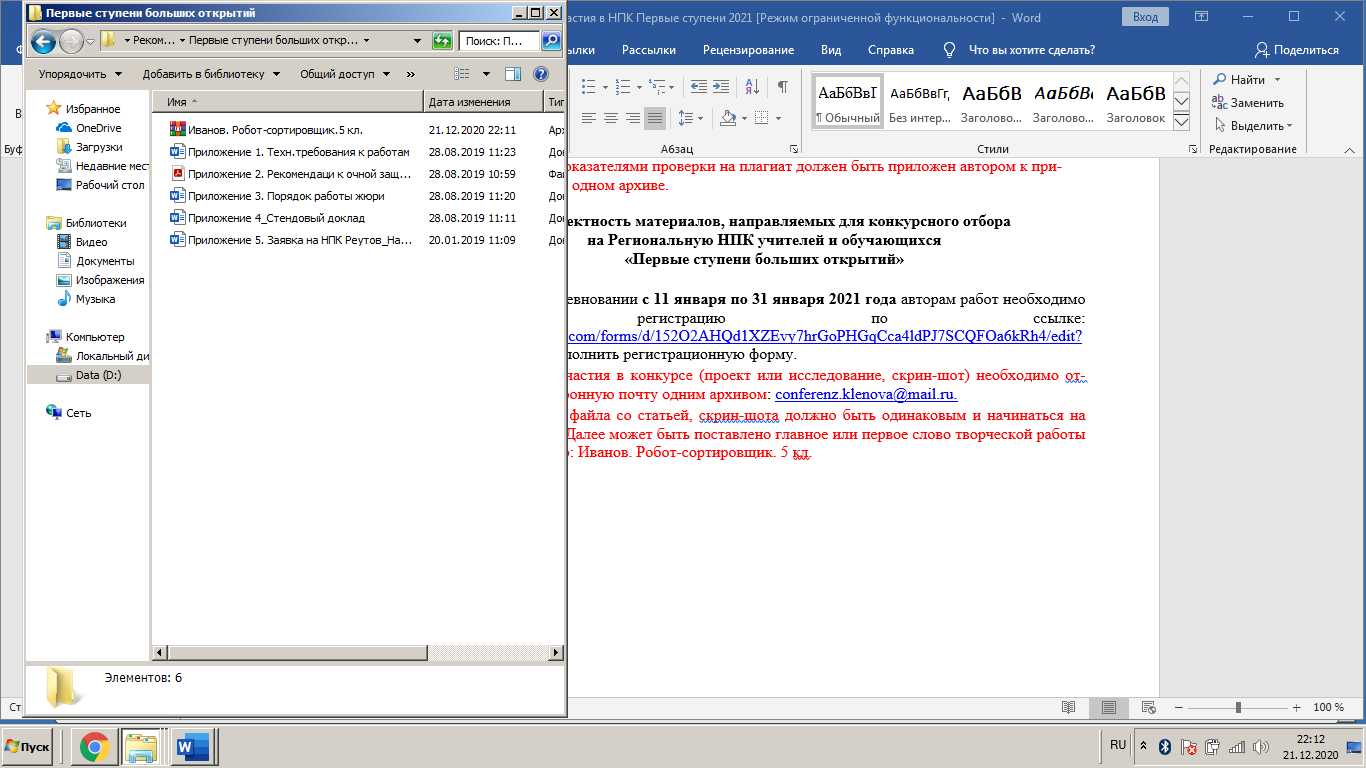 Первые ступени больших открытий
Реком... Первые ступени больших откр...
Поиск: П...
Упорядочить Добавить в библиотеку Общий доступ »
Избранное
OneDrive
Загрузки
Недавние мест
Рабочий стол
Библиотеки
Видео
Документы
Изображения
Музыка
Компьютер
Локальный ди
Data (D:)
Сеть
Имя Дата изменения Тип
Иванов. Робот-сортировщик.5 кл. 21.12.2020 22:11 Арх
Приложение 1. Техн.требования к работам 28.08.2019 11:23 Док
Приложение 2. Рекомендаци к очной защ... 28.08.2019 10:59 Фай
Приложение 3. Порядок работы жюри 28.08.2019 11:20 Док
Приложение 4_Стендовый доклад 28.08.2019 11:11 Док
Приложение 5. Заявка на НПК Реутов_На... 20.01.2019 11:09 Док
Элементов: 6
астия в НПК Первые ступени 2021 [Режим ограниченной функциональности] - Word
Вход
ылки Рассылки Рецензирование Вид Справка Что вы хотите сделать? Поделиться
АаБбВвГ АаБбВвГг, АаБбВ АаБбВв АаБбВ
¶ Обычный Без интер... Заголово... Заголово... Заголовок
Найти
Заменить
Выделить
Буф
Абзац Стили Редактирование
оказателями проверки на плагиат должен быть приложен автором к при-
одном архиве.
ектность материалов, направляемых для конкурсного отбора
на Региональную НПК учителей и обучающихся
«Первые ступени больших открытий»
евновании с 11 января по 31 января 2021 года авторам работ необходимо
регистрацию по ссылке:
.com/forms/d/152O2AHQd1XZEvy7hrGoPHGqCca4ldPJ7SCQFOa6kRh4/edit?
полнить регистрационную форму.
частия в конкурсе (проект или исследование, скрин-шот) необходимо от-
ронную почту одним архивом: conferenz.klenova@mail.ru.
файла со статьей, скрин-шота должно быть одинаковым и начинаться на
Далее может быть поставлено главное или первое слово творческой работы
о: Иванов. Робот-сортировщик. 5 кл.
Ст
100 %
Пуск
RU
22:12
21.12.2020